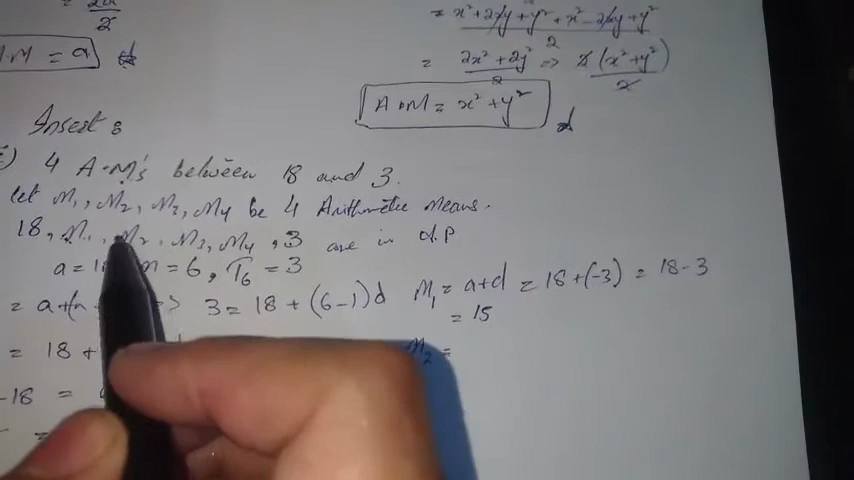 2
A.M = a
= x² + 2xy + y² + x² - 2xy + y²
2
= 2x² + 2y² => 2(x² + y²)
2 2
A.M = x² + y²
Insert :
4 A.M's between 18 and 3.
let M₁, M₂, M₃, M₄ be 4 Arithmetic Means.
18, M₁, M₂, M₃, M₄, 3 are in A.P
a = 18 n = 6, T₆ = 3
= a+(n => 3 = 18 + (6-1)d
M₁ = a+d = 18+(-3) = 18-3
= 15
= 18 +
M₂ =
-18 =
=